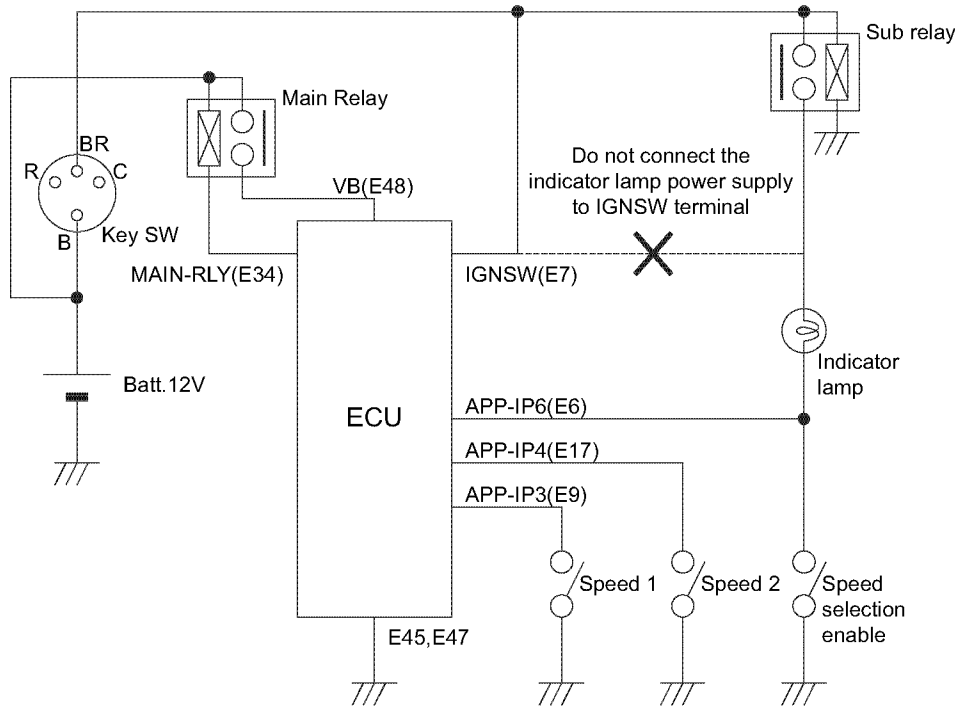 Sub relay
Main Relay
BR
R
C
B
Key SW
VB(E48)
Do not connect the
indicator lamp power supply
to IGNSW terminal
MAIN-RLY(E34)
IGNSW(E7)
Batt.12V
Indicator
lamp
ECU
APP-IP6(E6)
APP-IP4(E17)
APP-IP3(E9)
Speed 1
Speed 2
Speed
selection
enable
E45,E47